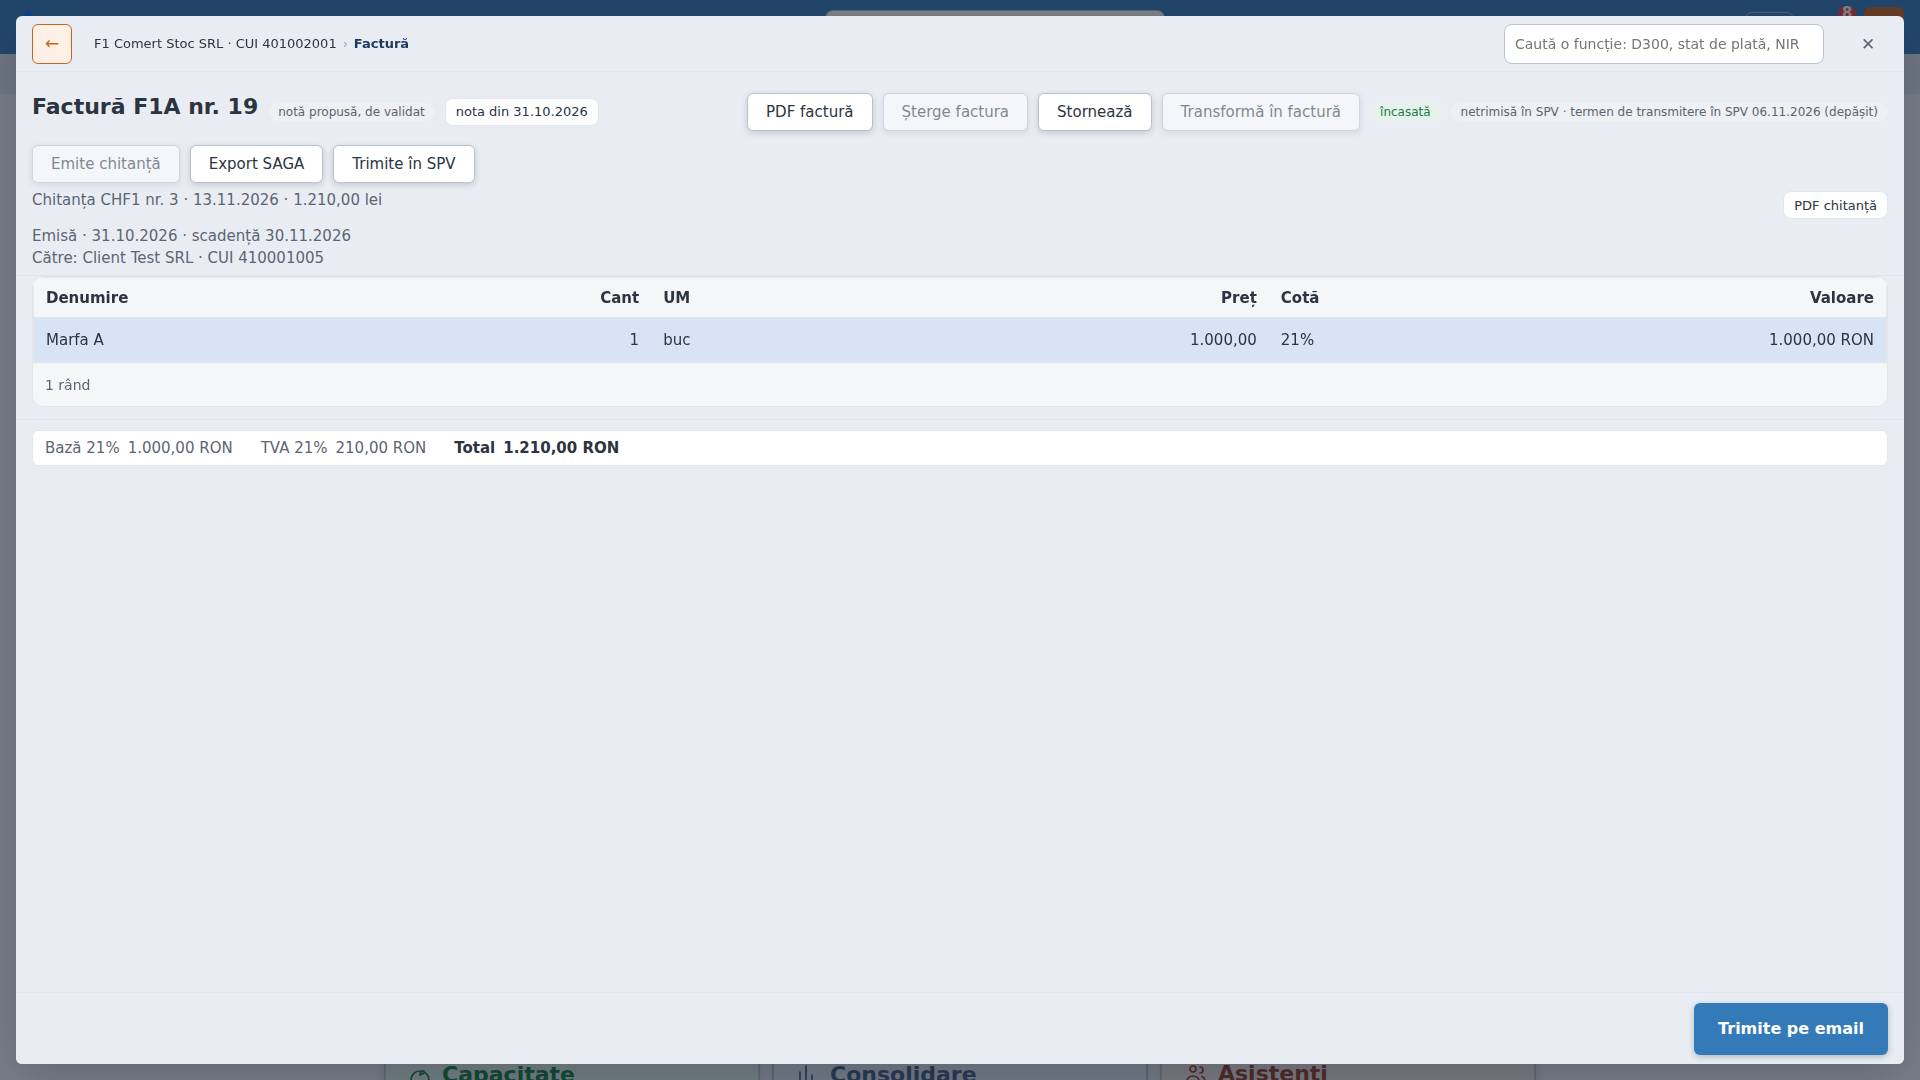 8
← F1 Comert Stoc SRL · CUI 401002001 › Factură Caută o funcție: D300, stat de plată, NIR ✕
Factură F1A nr. 19 notă propusă, de validat nota din 31.10.2026 PDF factură Șterge factura Stornează Transformă în factură încasată netrimisă în SPV · termen de transmitere în SPV 06.11.2026 (depășit)
Emite chitanță Export SAGA Trimite în SPV
Chitanța CHF1 nr. 3 · 13.11.2026 · 1.210,00 lei PDF chitanță
Emisă · 31.10.2026 · scadență 30.11.2026
Către: Client Test SRL · CUI 410001005
Denumire Cant UM Preț Cotă Valoare
Marfa A 1 buc 1.000,00 21% 1.000,00 RON
1 rând
Bază 21% 1.000,00 RON TVA 21% 210,00 RON Total 1.210,00 RON
Trimite pe email
Capacitate Consolidare Asistenți